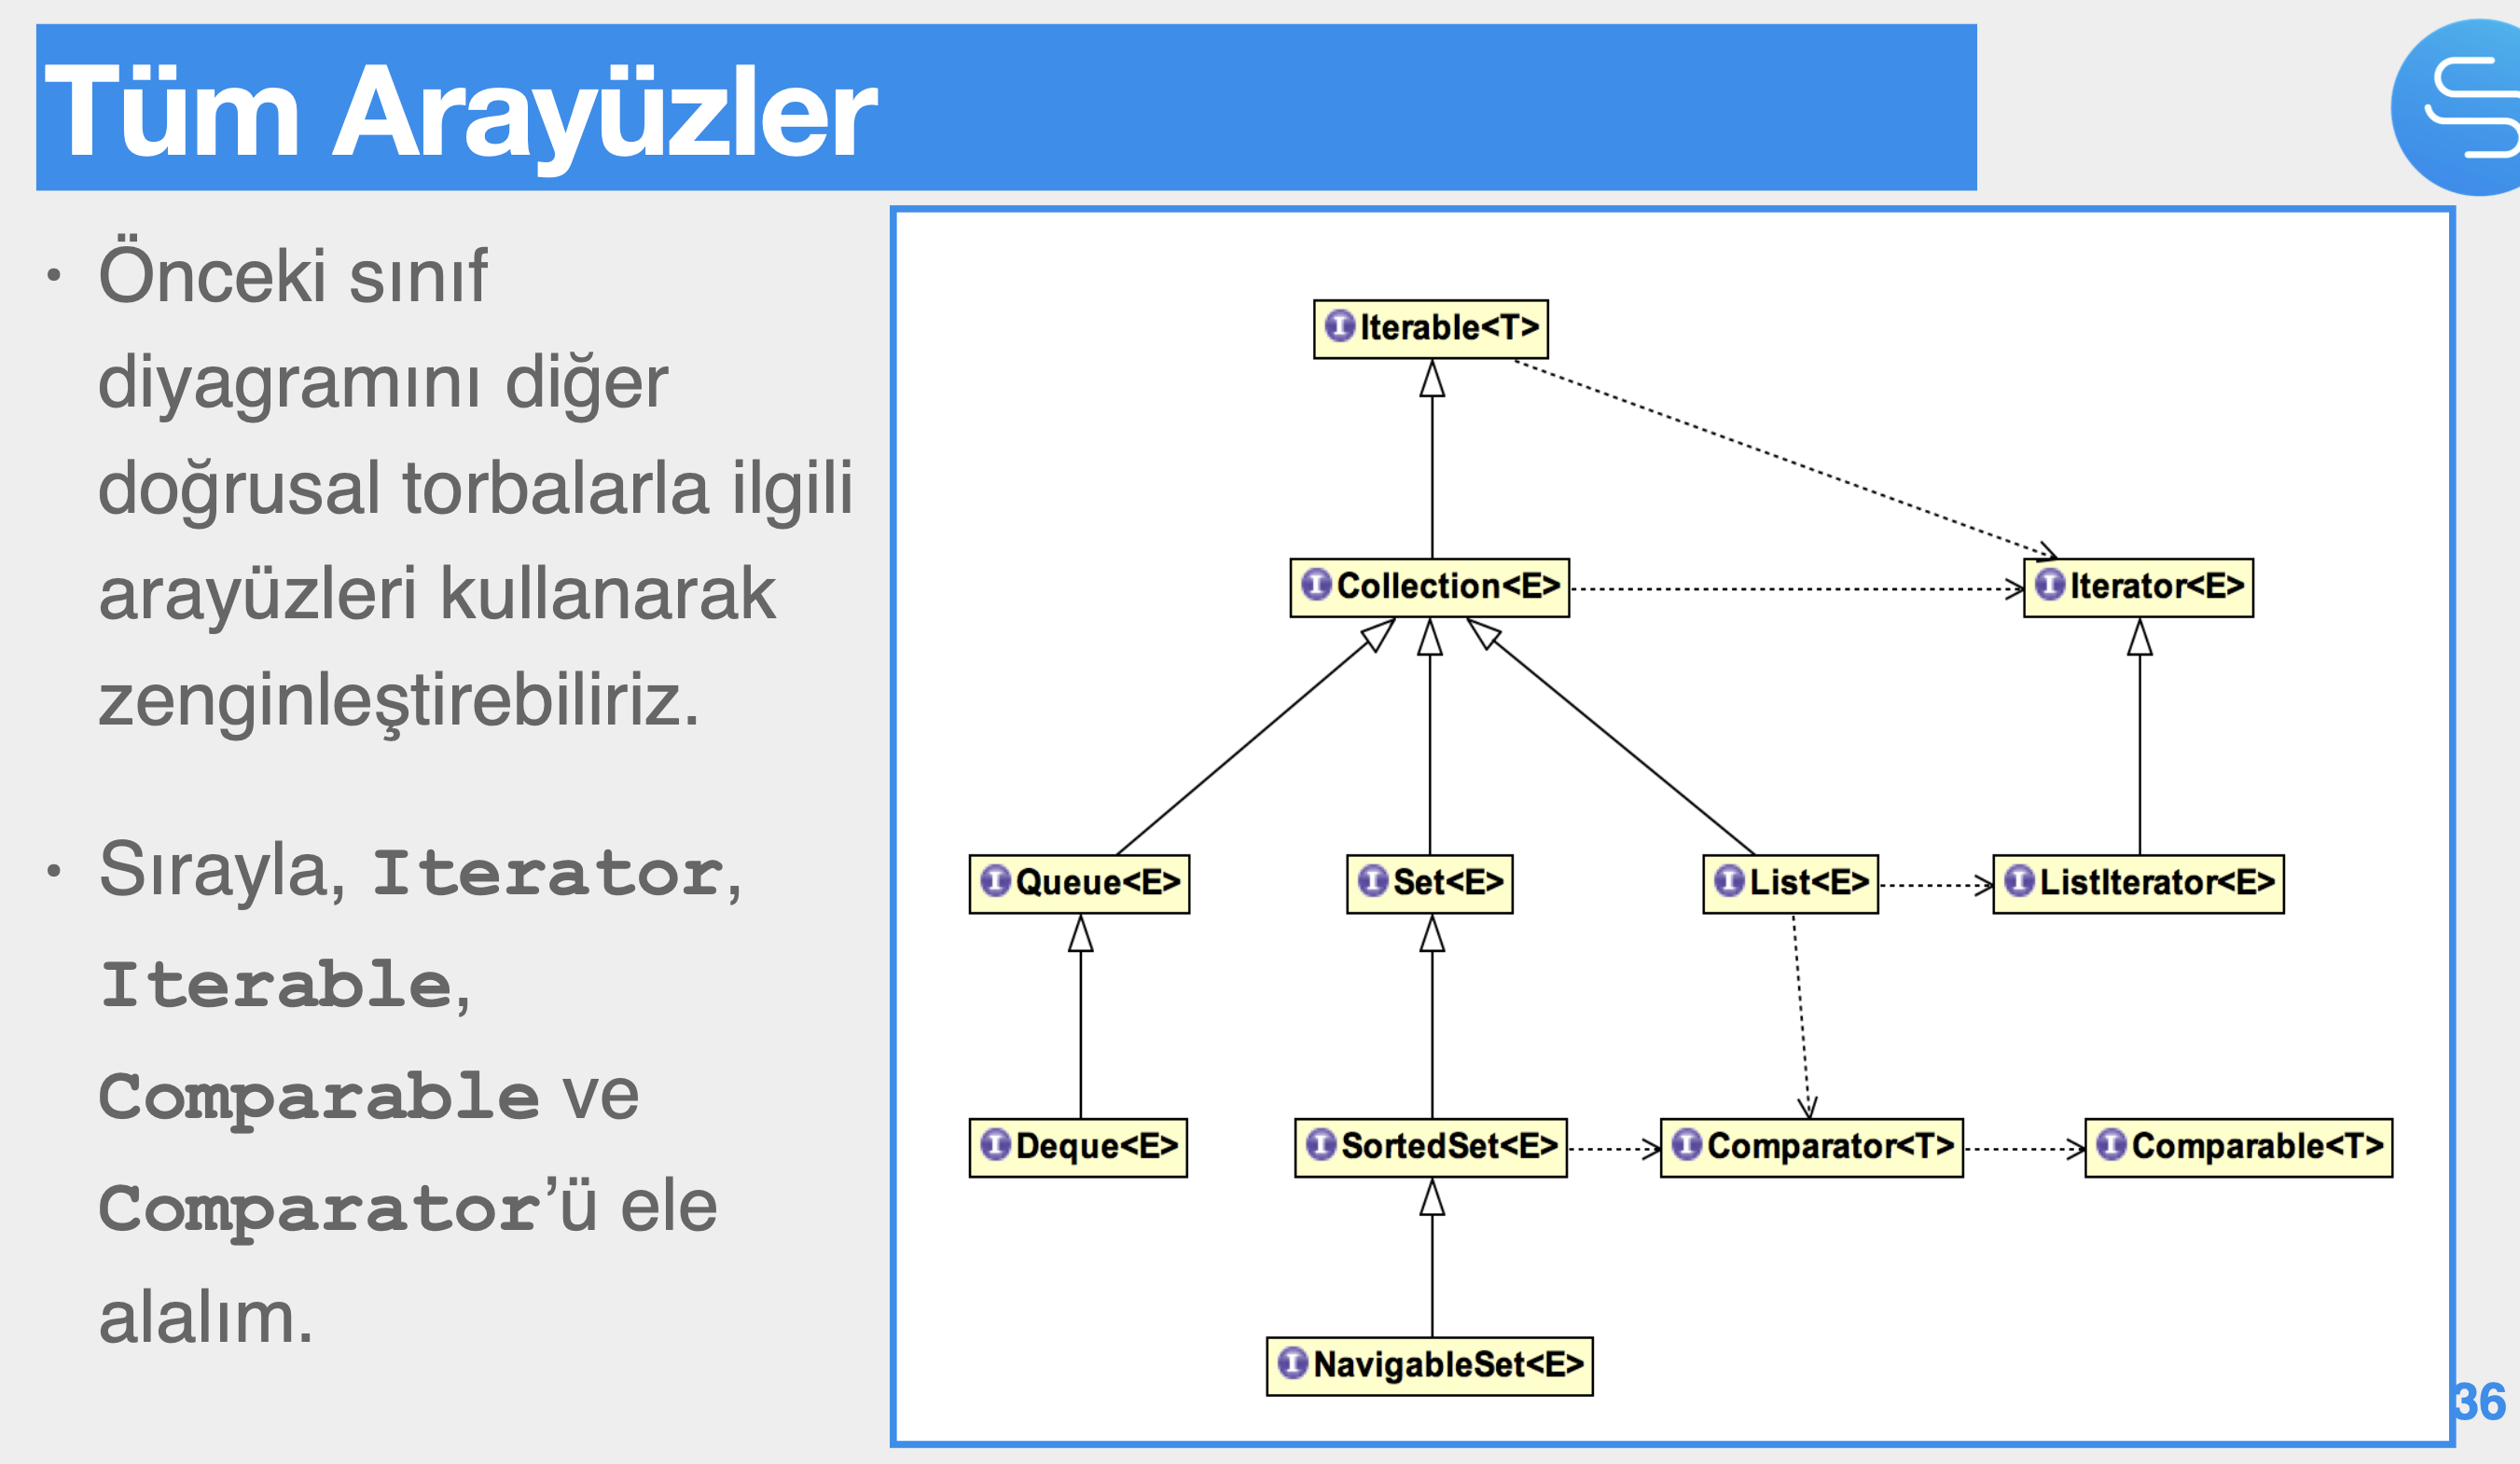 Tüm Arayüzler
• Önceki sınıf
diyagramını diğer
doğrusal torbalarla ilgili
arayüzleri kullanarak
zenginleştirebiliriz.
• Sırayla, Iterator,
Iterable,
Comparable ve
Comparator’ü ele
alalım.
I Iterable<T>
I Collection<E>
I Iterator<E>
I Queue<E>
I Set<E>
I List<E>
I ListIterator<E>
I Deque<E>
I SortedSet<E>
I Comparator<T>
I Comparable<T>
I NavigableSet<E>
36